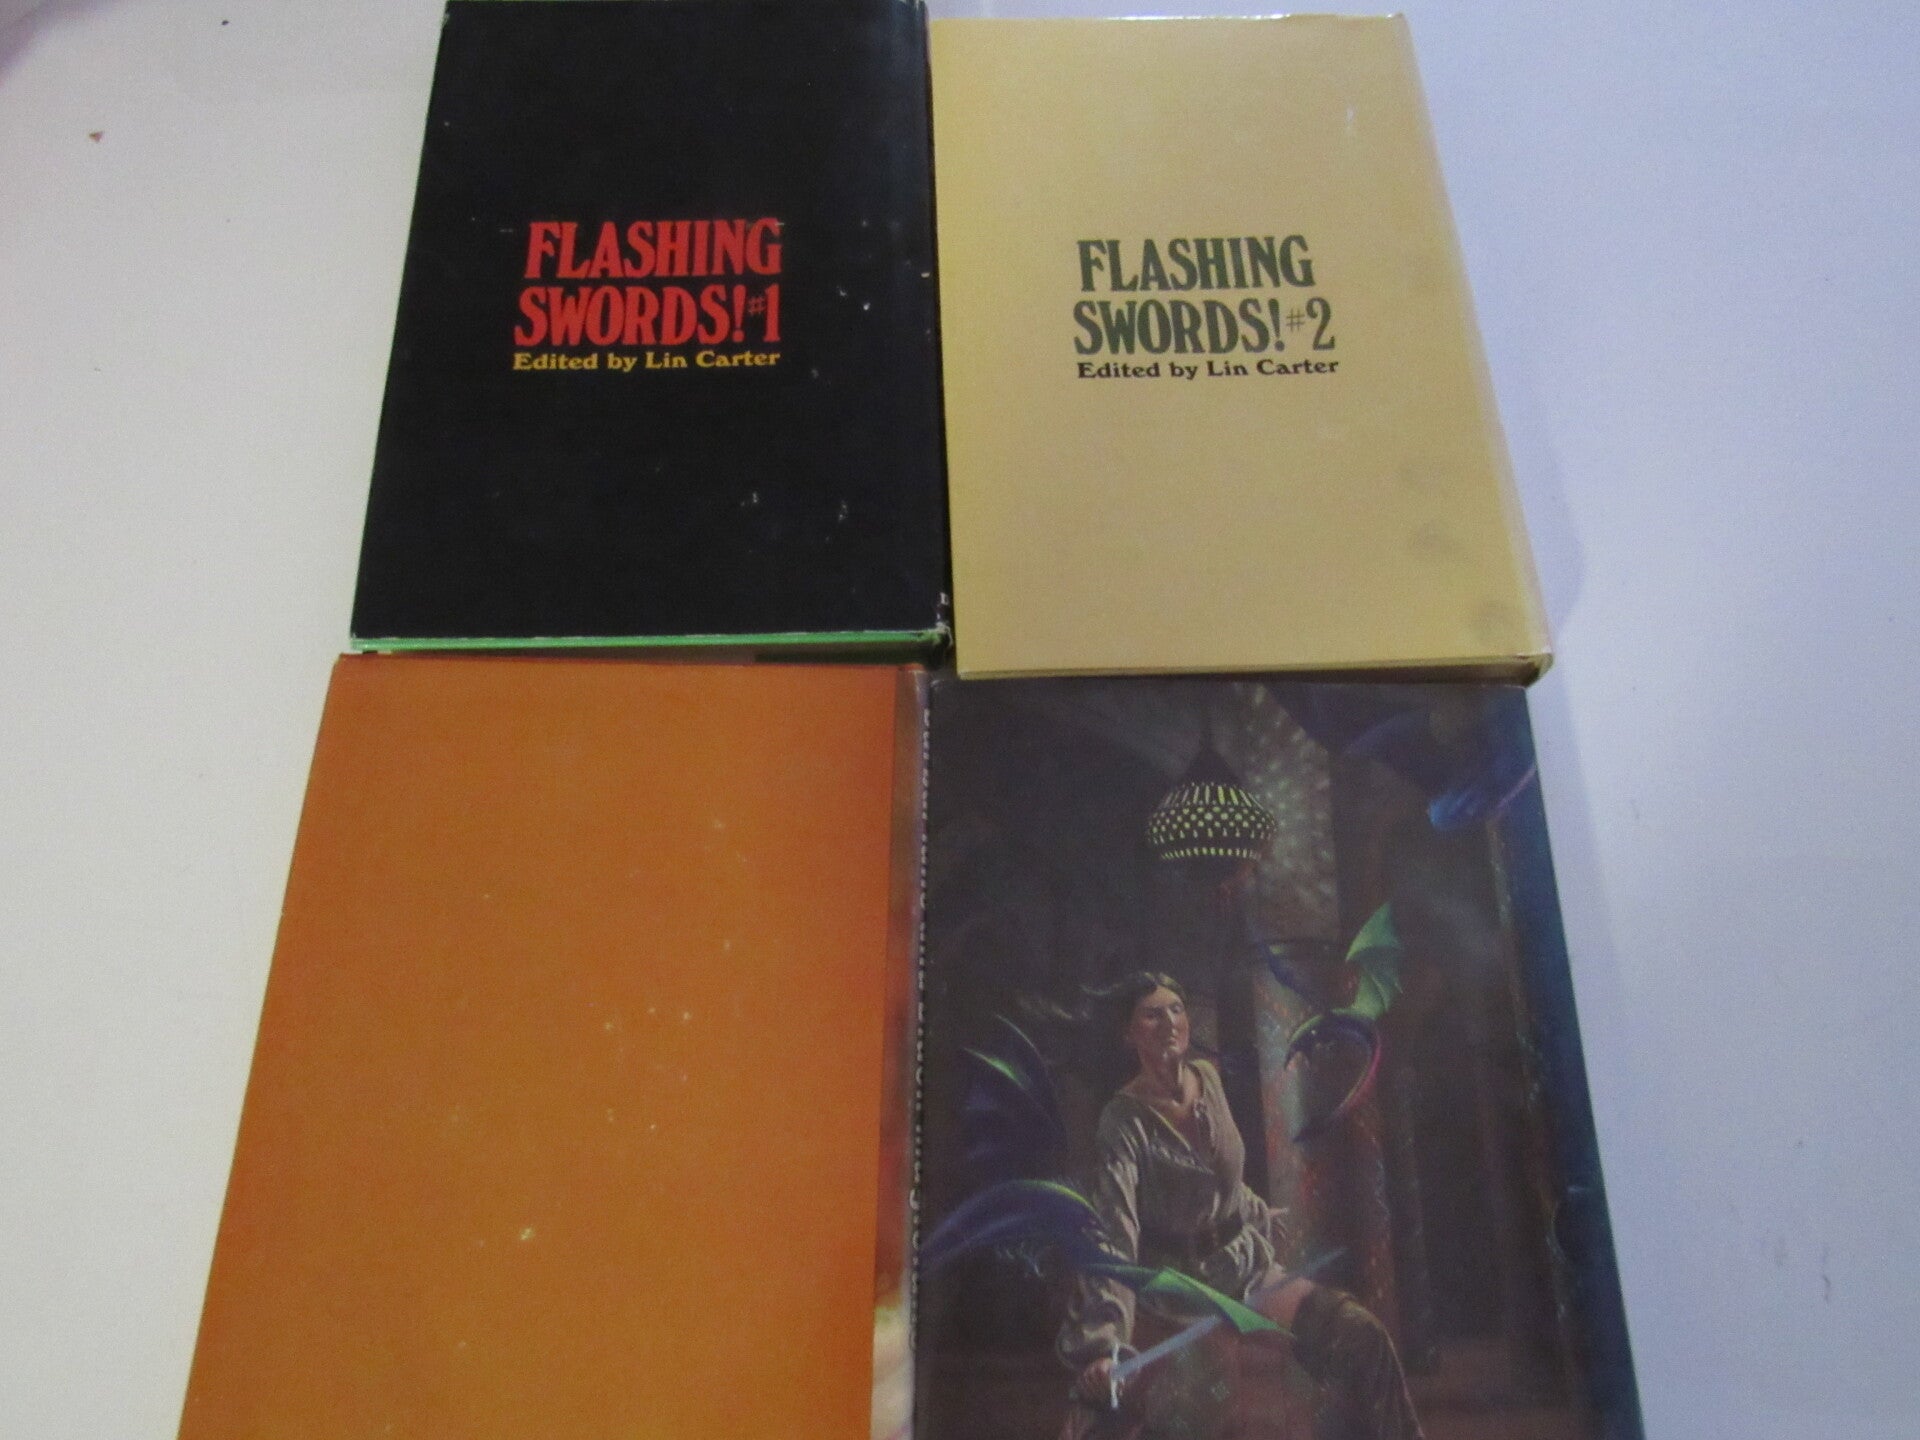 FLASHING
SWORDS! #1
Edited by Lin Carter
FLASHING
SWORDS! #2
Edited by Lin Carter